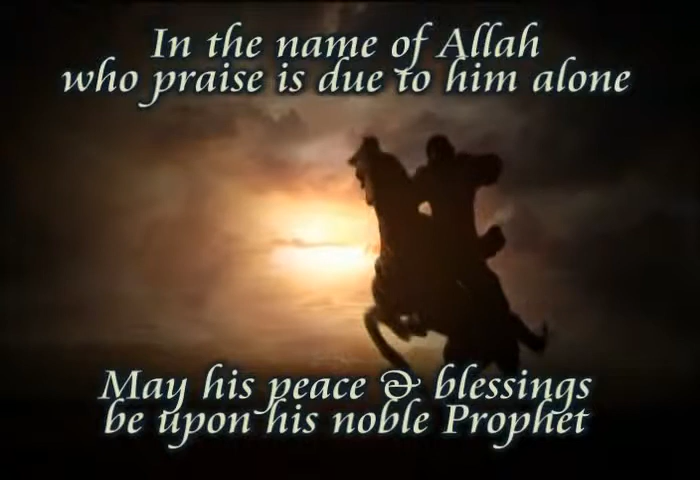 In the name of Allah
who praise is due to him alone
May his peace & blessings
be upon his noble Prophet